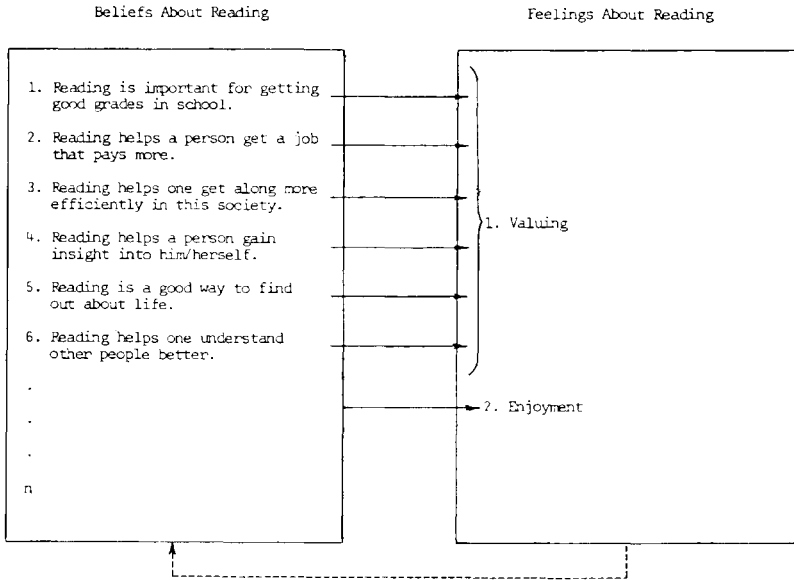 Beliefs About Reading
Feelings About Reading
1. Reading is important for getting
good grades in school.
2. Reading helps a person get a job
that pays more.
3. Reading helps one get along more
efficiently in this society.
4. Reading helps a person gain
insight into him/herself.
5. Reading is a good way to find
out about life.
6. Reading helps one understand
other people better.
.
.
.
.
n
1. Valuing
2. Enjoyment